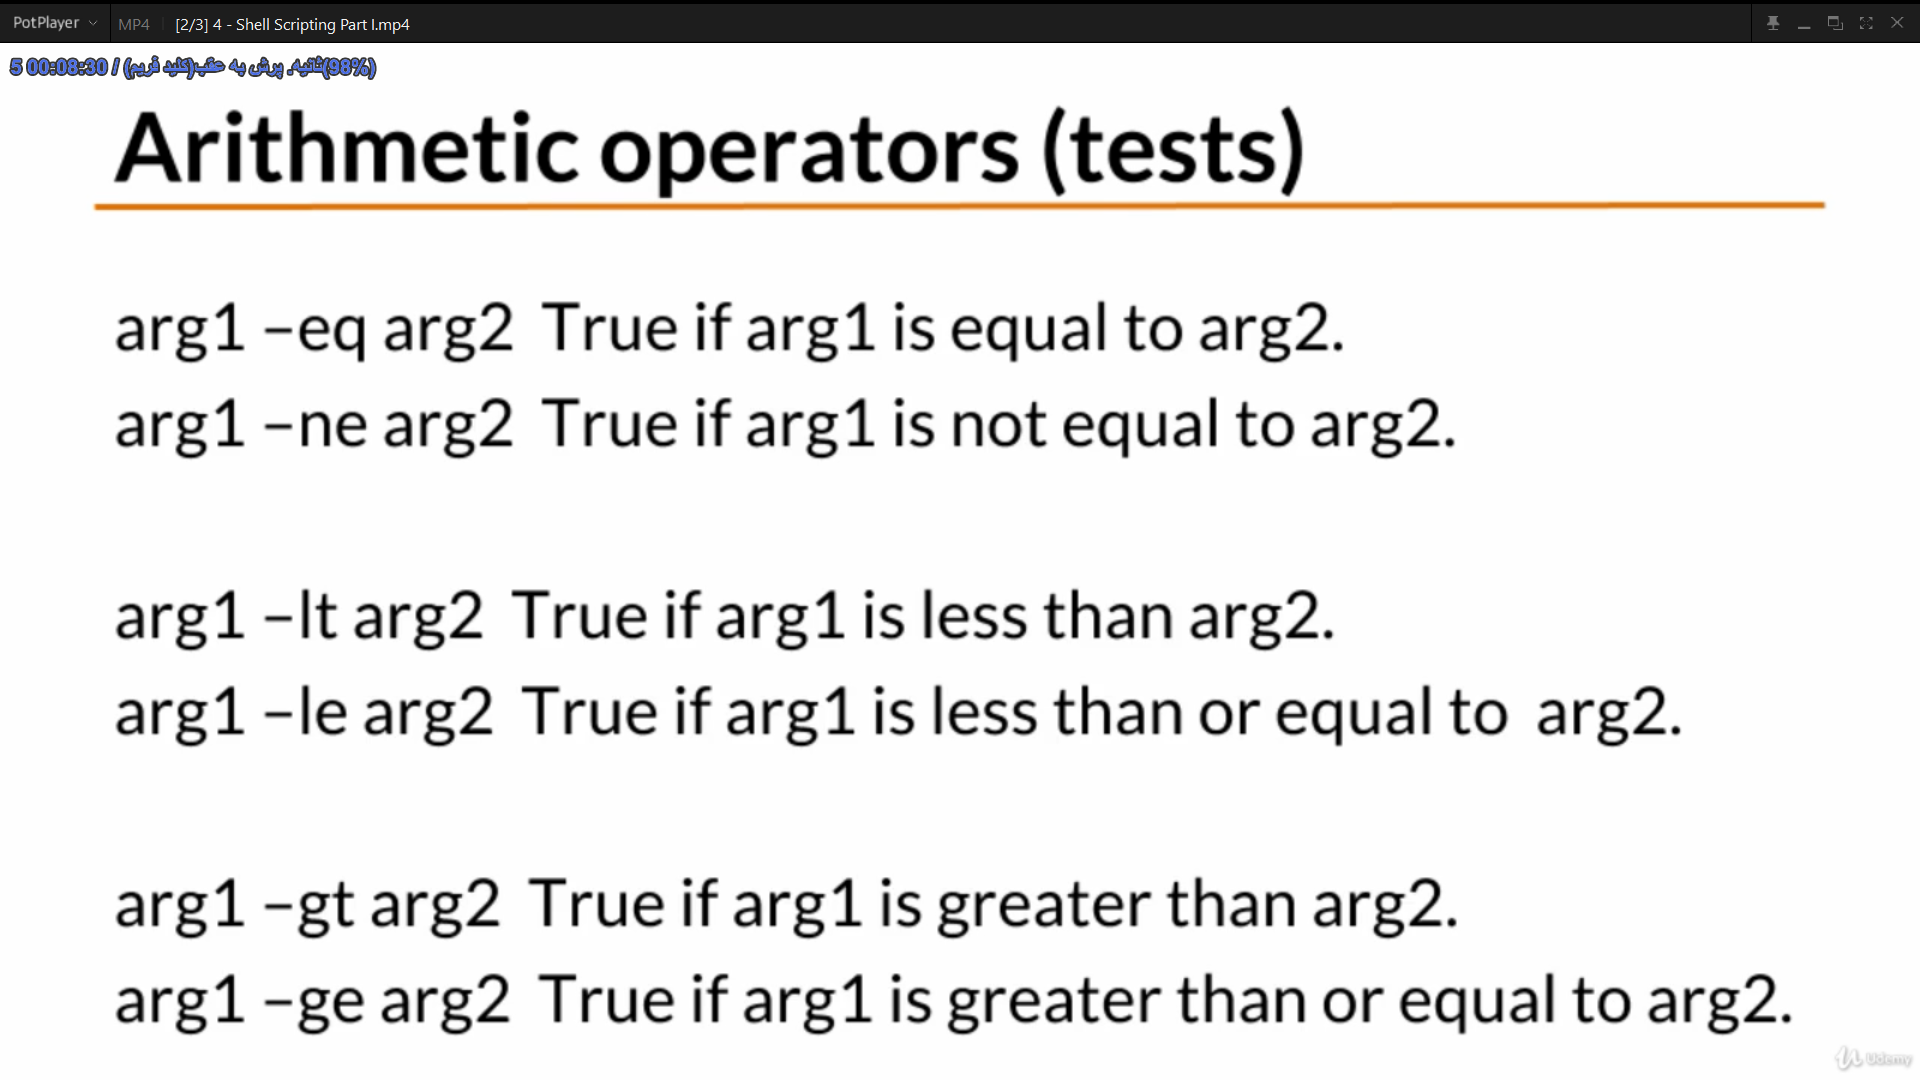 PotPlayer MP4 [2/3] 4 - Shell Scripting Part I.mp4
5 00:08:30 / ثانیه. پرش به عقب(کلید فریم)(98%)
Arithmetic operators (tests)
arg1 –eq arg2 True if arg1 is equal to arg2.
arg1 –ne arg2 True if arg1 is not equal to arg2.
arg1 –lt arg2 True if arg1 is less than arg2.
arg1 –le arg2 True if arg1 is less than or equal to arg2.
arg1 –gt arg2 True if arg1 is greater than arg2.
arg1 –ge arg2 True if arg1 is greater than or equal to arg2.
Udemy